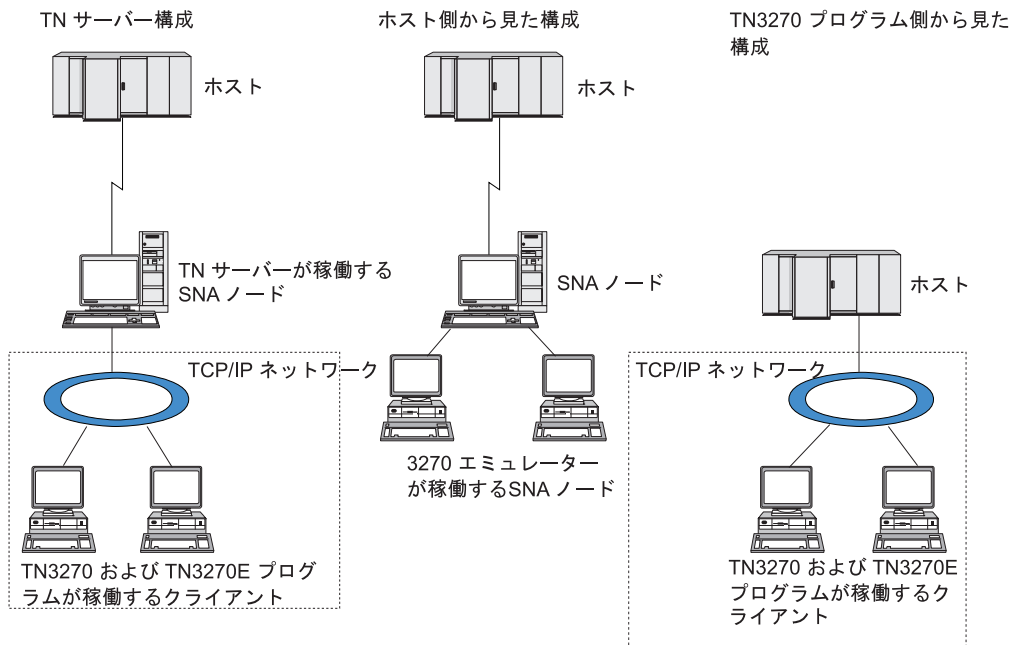 TN サーバー構成
ホスト側から見た構成
TN3270 プログラム側から見た
構成
ホスト
ホスト
TN サーバーが稼働する
SNA ノード
SNA ノード
ホスト
TCP/IP ネットワーク
TCP/IP ネットワーク
3270 エミュレーター
が稼働するSNA ノード
TN3270 および TN3270E プログ
ラムが稼働するクライアント
TN3270 および TN3270E
プログラムが稼働するク
ライアント